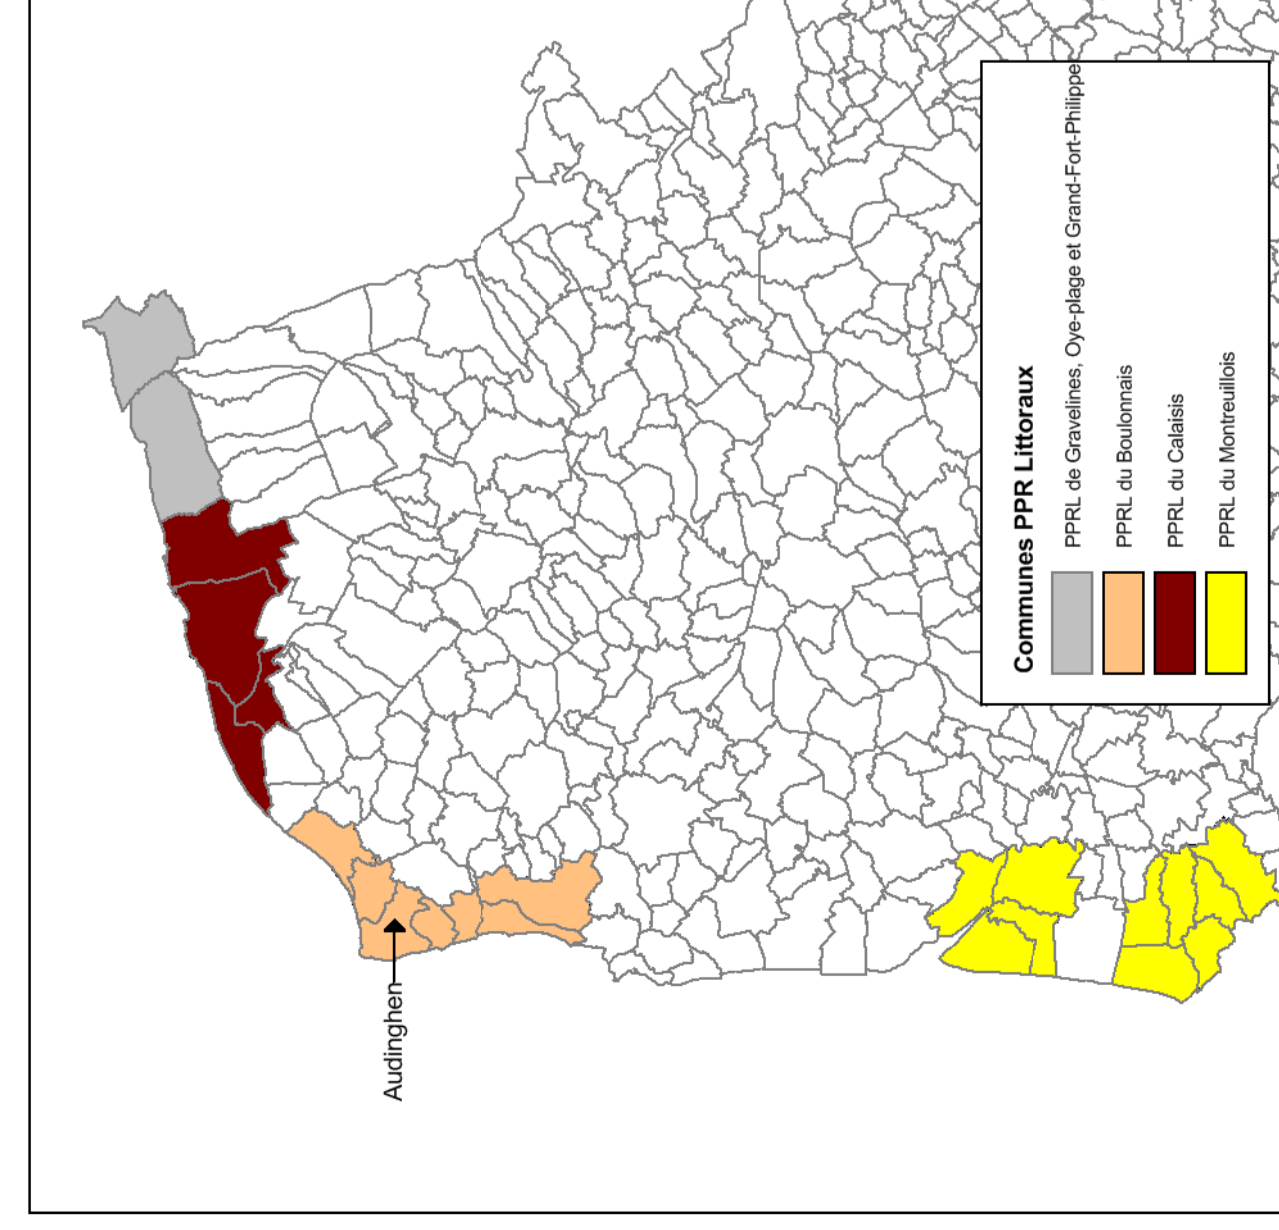 Communes PPR Littoraux
PPRL de Gravelines, Oye-plage et Grand-Fort-Philippe
PPRL du Boulonnais
PPRL du Calaisis
PPRL du Montreuillois
Audinghen